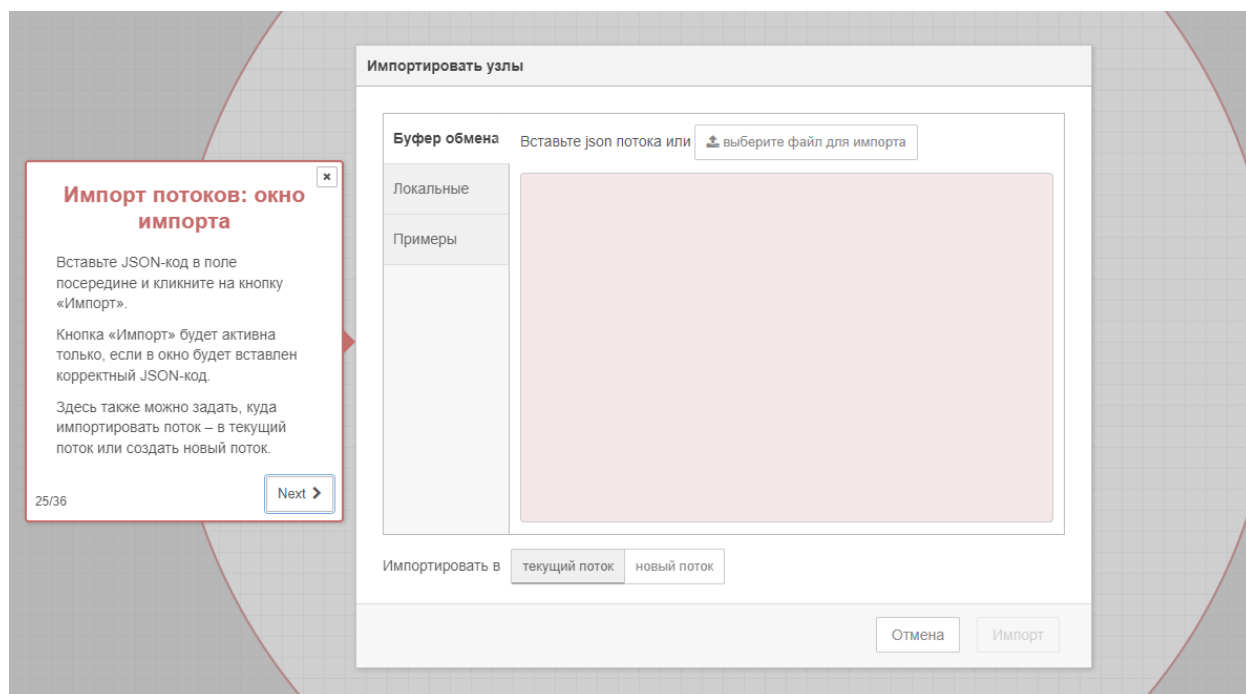 Импортировать узлы
Буфер обмена
Вставьте json потока или
выберите файл для импорта
Локальные
Примеры
Импорт потоков: окно
импорта
Вставьте JSON-код в поле
посередине и кликните на кнопку
«Импорт».
Кнопка «Импорт» будет активна
только, если в окно будет вставлен
корректный JSON-код.
Здесь также можно задать, куда
импортировать поток – в текущий
поток или создать новый поток.
25/36
Next
Импортировать в
текущий поток
новый поток
Отмена
Импорт